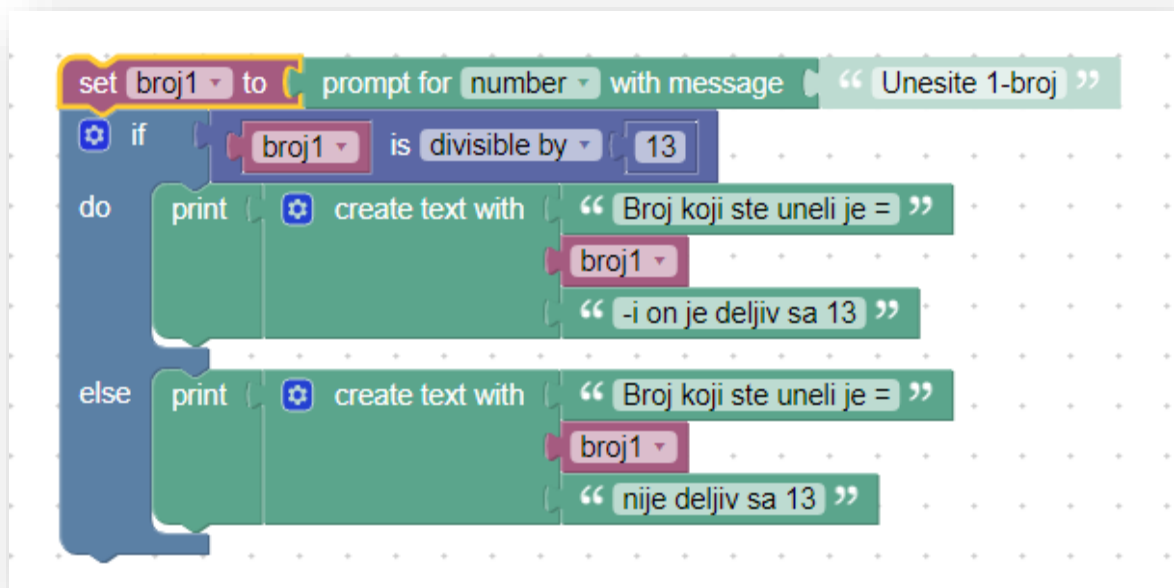 set broj1 to prompt for number with message “ Unesite 1-broj ”
if broj1 is divisible by 13
do print create text with “ Broj koji ste uneli je = ”
broj1
“ -i on je deljiv sa 13 ”
else print create text with “ Broj koji ste uneli je = ”
broj1
“ nije deljiv sa 13 ”